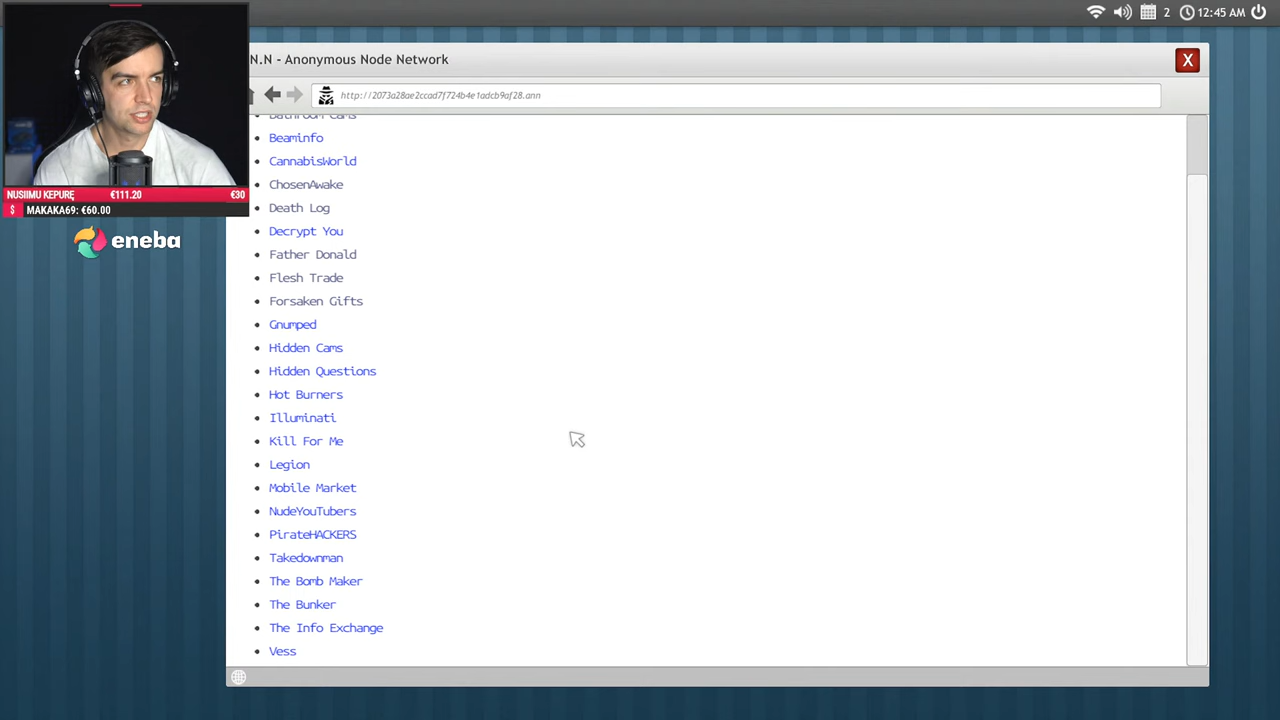 2 12:45 AM
N.N - Anonymous Node Network
X
http://2073a28ae2ccad7f724b4e1adcb9af28.ann
Bathroom Cams
Beaminfo
CannabisWorld
ChosenAwake
Death Log
Decrypt You
Father Donald
Flesh Trade
Forsaken Gifts
Gnumped
Hidden Cams
Hidden Questions
Hot Burners
Illuminati
Kill For Me
Legion
Mobile Market
NudeYouTubers
PirateHACKERS
Takedownman
The Bomb Maker
The Bunker
The Info Exchange
Vess
NUSIIMU KEPURĘ €111.20 €30
$ MAKAKA69: €60.00
eneba